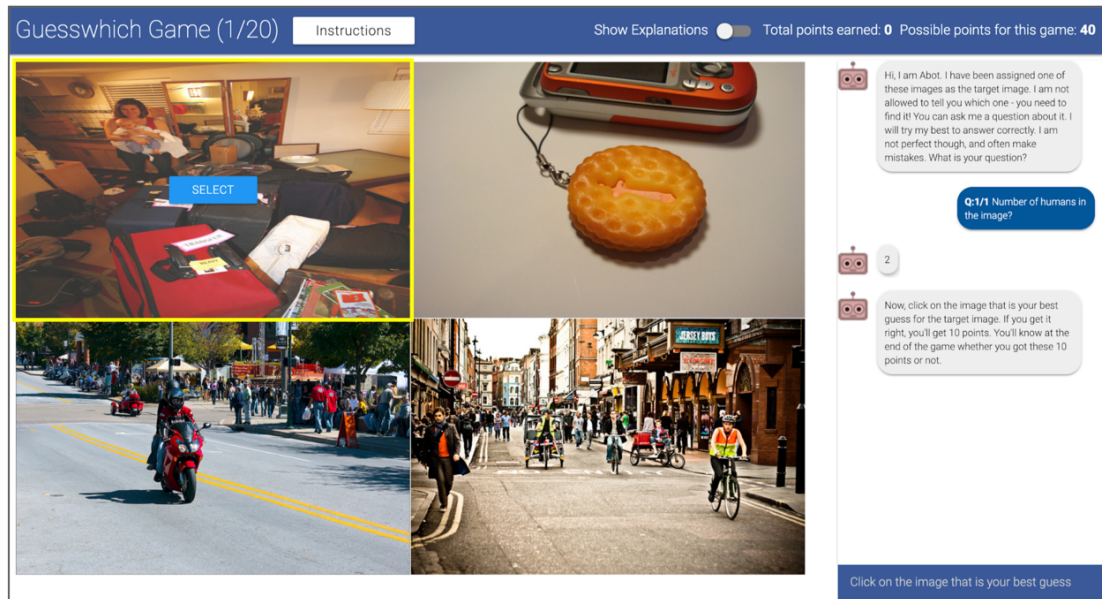 Guesswhich Game (1/20)
Instructions
Show Explanations
Total points earned: 0 Possible points for this game: 40
SELECT
TRANSFER
JERSEY BOYS
Hi, I am Abot. I have been assigned one of
these images as the target image. I am not
allowed to tell you which one - you need to
find it! You can ask me a question about it. I
will try my best to answer correctly. I am
not perfect though, and often make
mistakes. What is your question?
Q:1/1 Number of humans in
the image?
2
Now, click on the image that is your best
guess for the target image. If you get it
right, you'll get 10 points. You'll know at the
end of the game whether you got these 10
points or not.
Click on the image that is your best guess